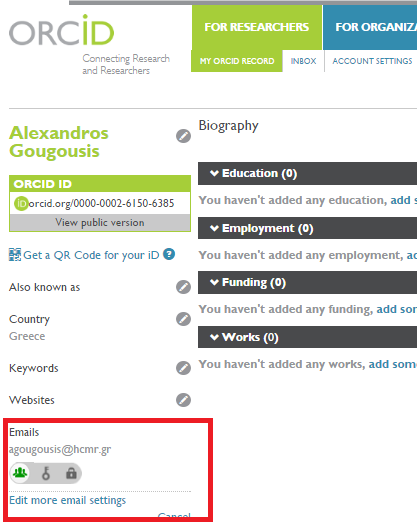 ORCID
Connecting Research
and Researchers
FOR RESEARCHERS
FOR ORGANIZA
MY ORCID RECORD
INBOX
ACCOUNT SETTINGS
Alexandros
Gougousis
ORCID ID
iD orcid.org/0000-0002-6150-6385
View public version
Get a QR Code for your iD ?
Also known as
Country
Greece
Keywords
Websites
Emails
agougousis@hcmr.gr
Edit more email settings
Cancel
Biography
Education (0)
You haven't added any education, add s
Employment (0)
You haven't added any employment, a
Funding (0)
You haven't added any funding, add son
Works (0)
You haven't added any works, add some